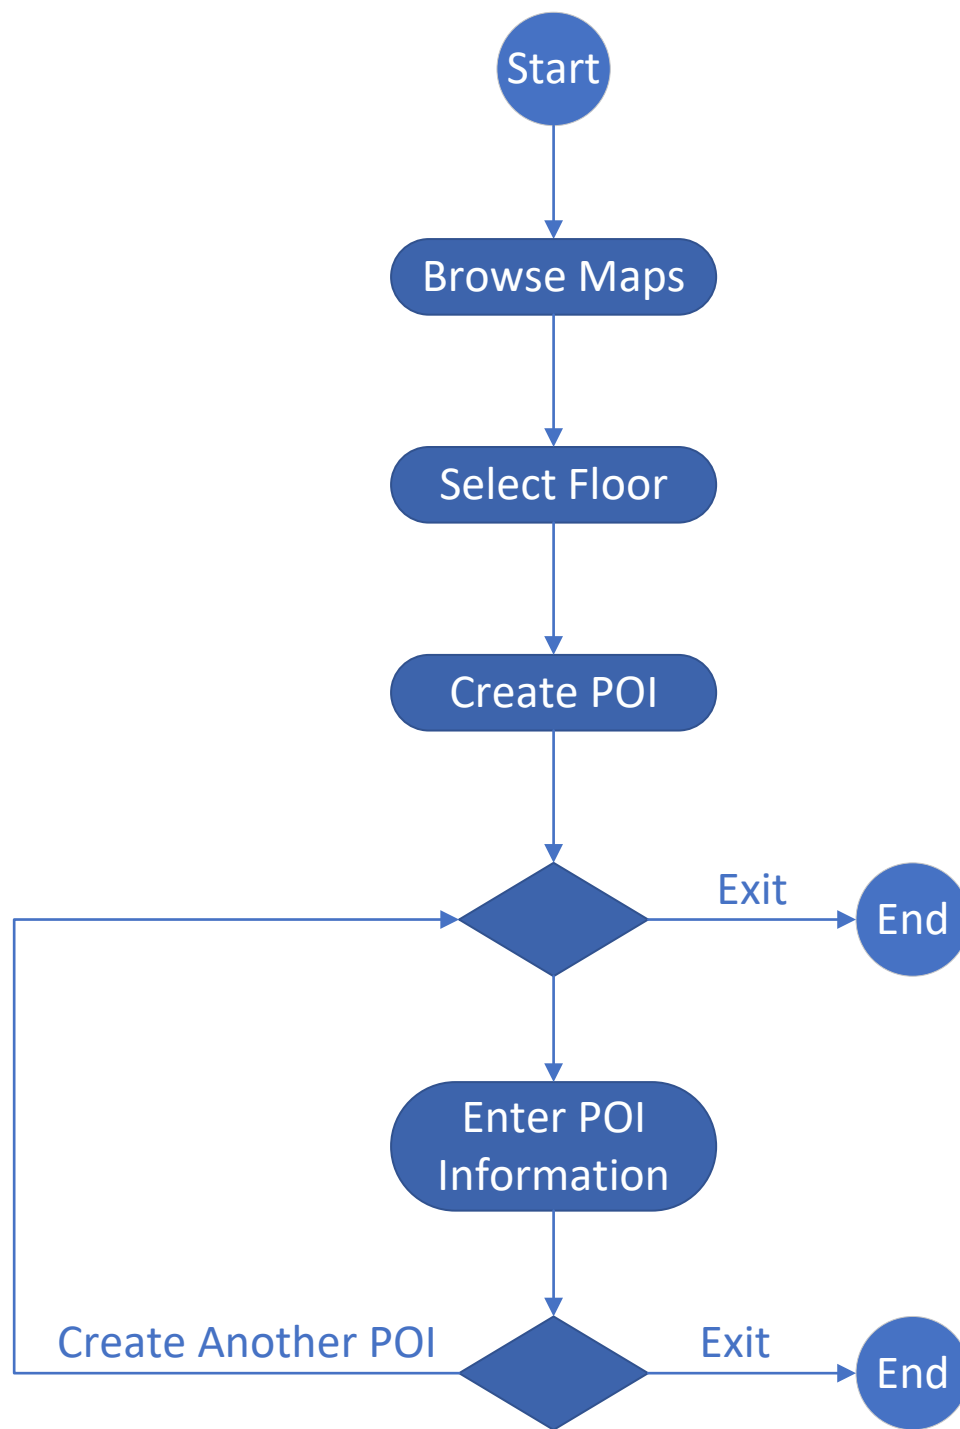 Start
Browse Maps
Select Floor
Create POI
Exit
End
Enter POI
Information
Create Another POI
Exit
End